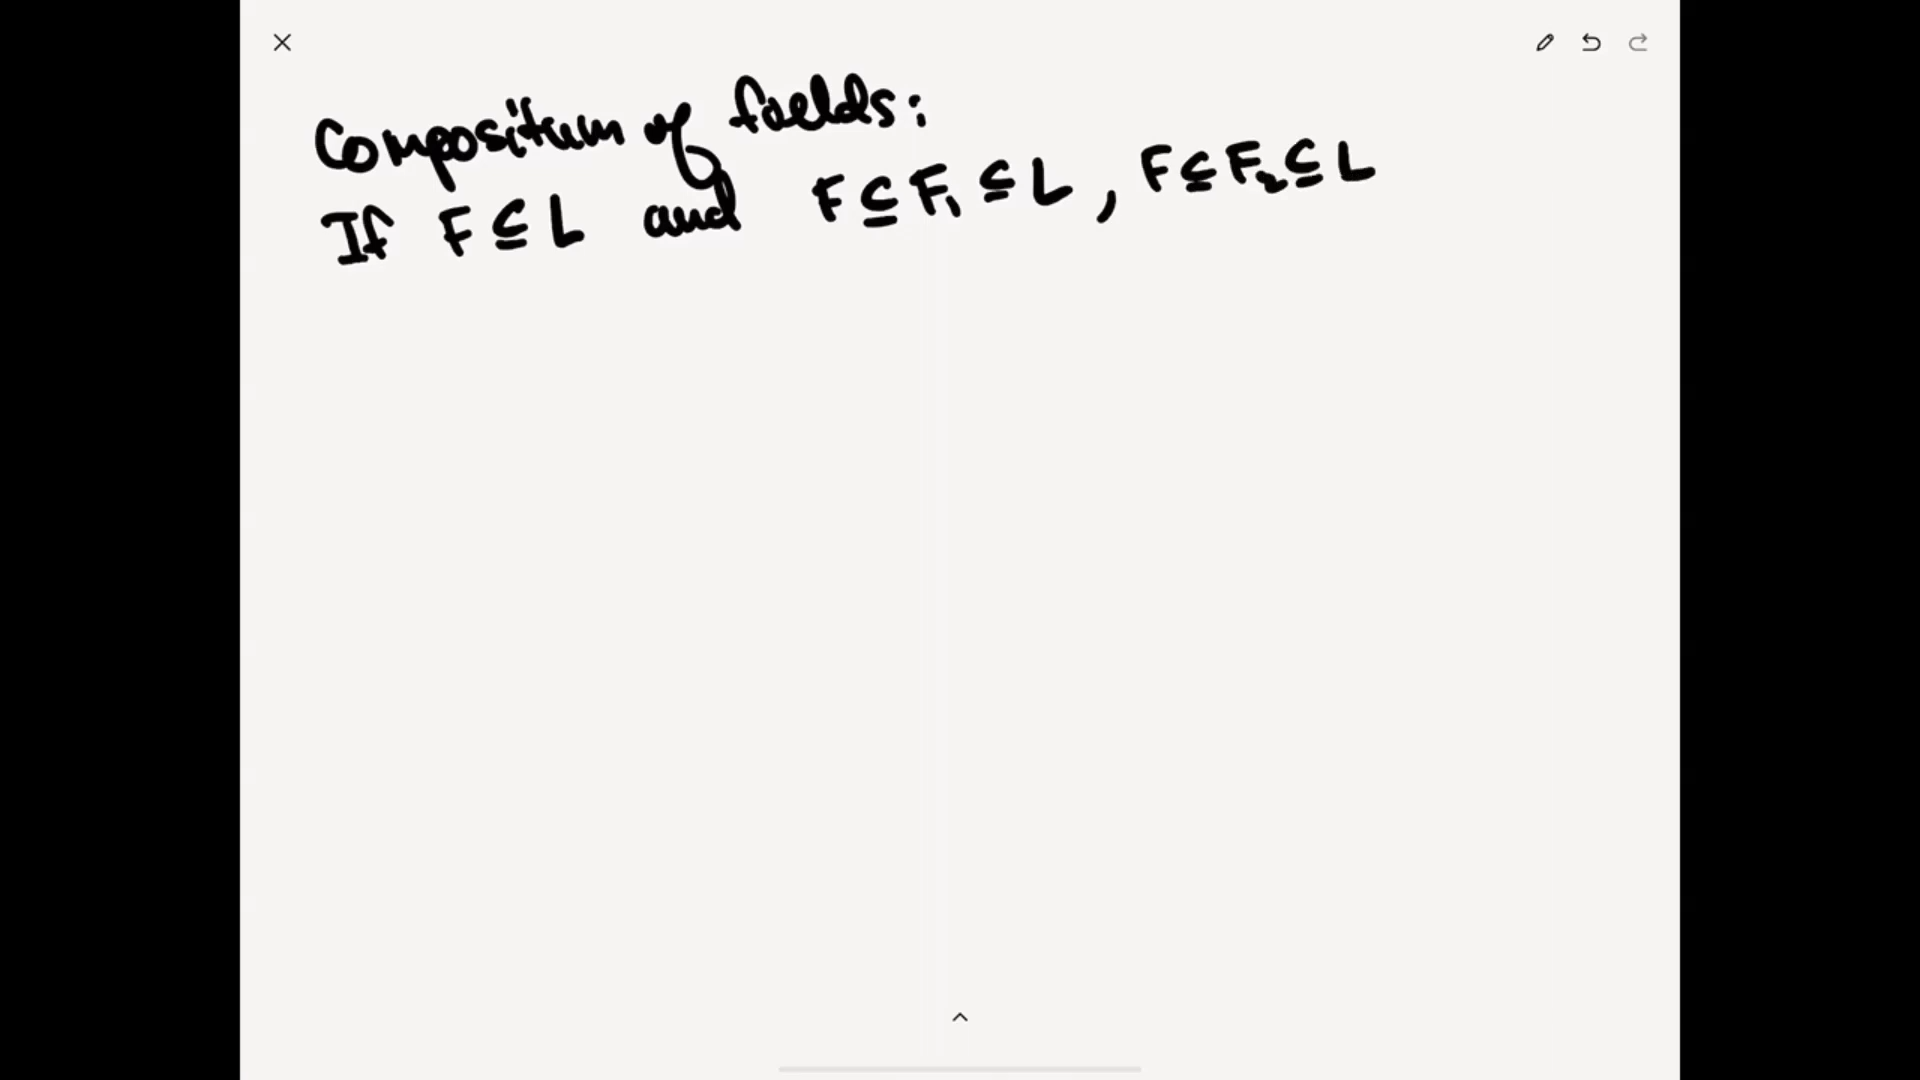 Compositum of fields:
If F ⊆ L and F ⊆ F₁ ⊆ L, F ⊆ F₂ ⊆ L